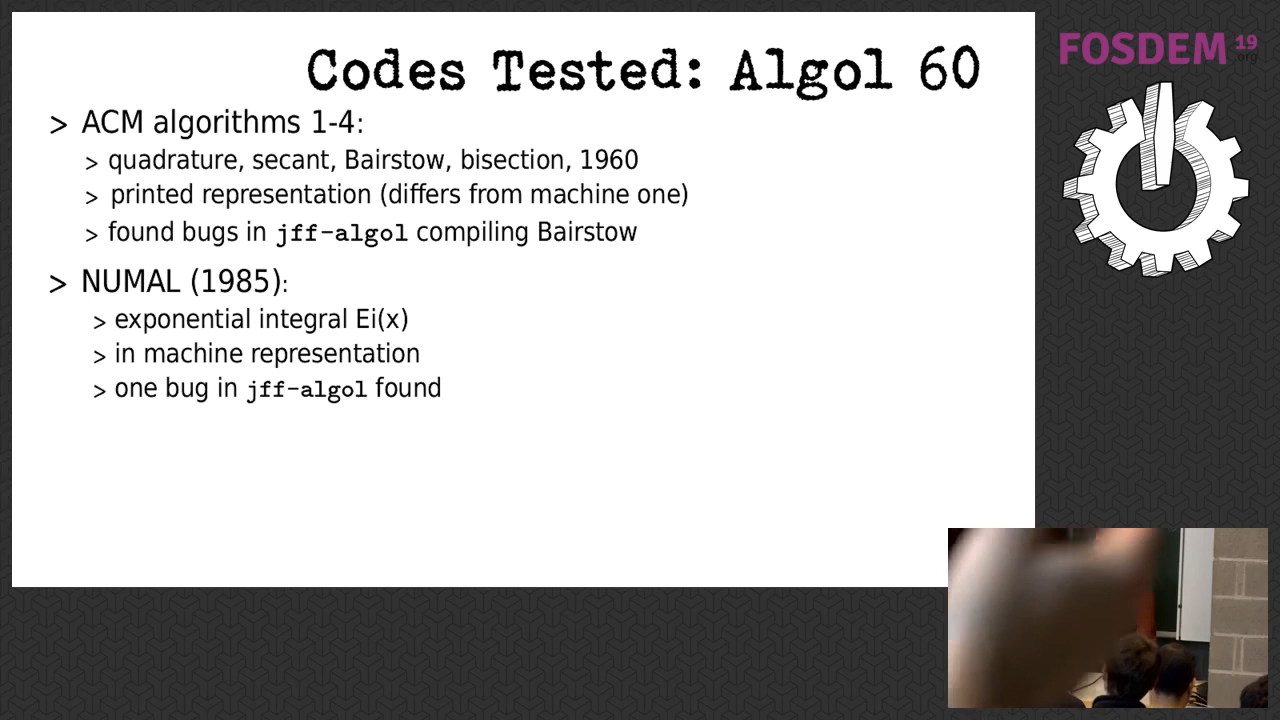 Codes Tested: Algol 60
> ACM algorithms 1-4:
> quadrature, secant, Bairstow, bisection, 1960
> printed representation (differs from machine one)
> found bugs in jff-algol compiling Bairstow
> NUMAL (1985):
> exponential integral Ei(x)
> in machine representation
> one bug in jff-algol found
FOSDEM 19
.org